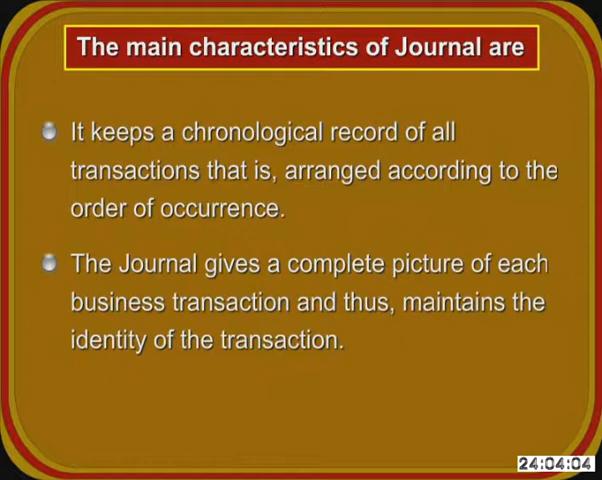 The main characteristics of Journal are
It keeps a chronological record of all
transactions that is, arranged according to the
order of occurrence.
The Journal gives a complete picture of each
business transaction and thus, maintains the
identity of the transaction.
24:04:04